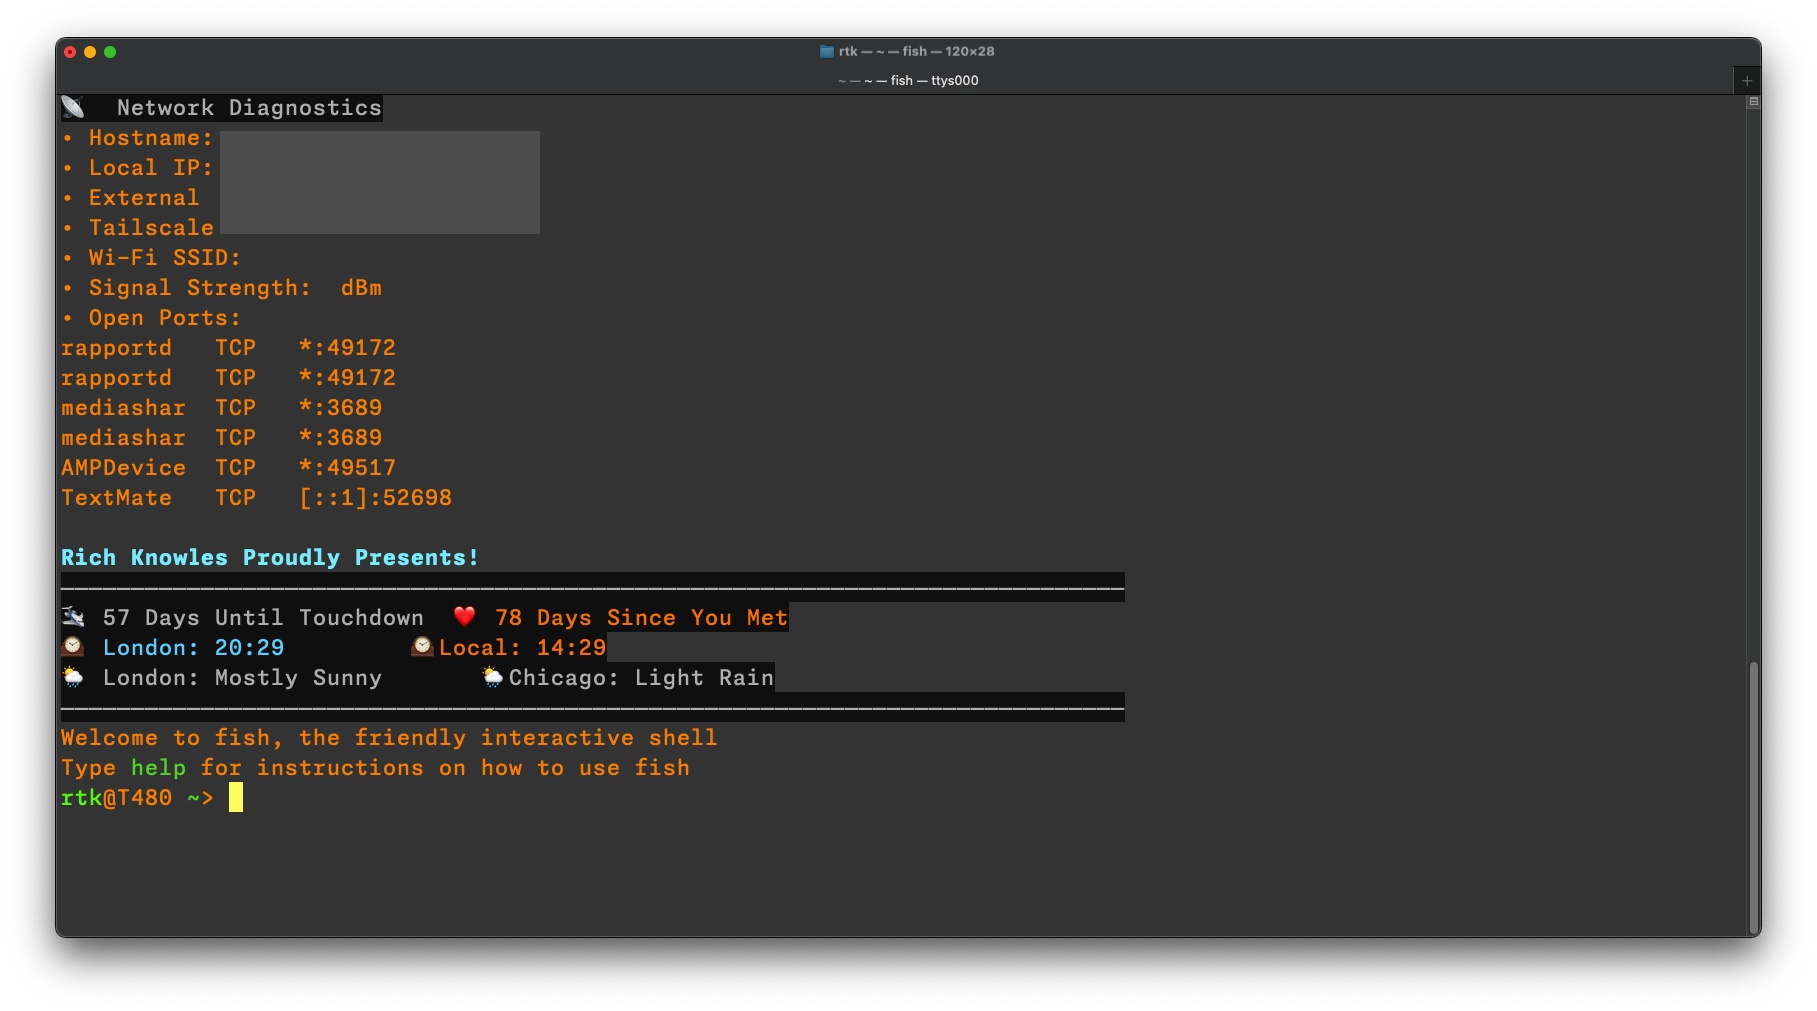 rtk — ~ — fish — 120×28
~ — ~ — fish — ttys000
Network Diagnostics
• Hostname:
• Local IP:
• External
• Tailscale
• Wi-Fi SSID:
• Signal Strength:  dBm
• Open Ports:
rapportd   TCP   *:49172
rapportd   TCP   *:49172
mediashar  TCP   *:3689
mediashar  TCP   *:3689
AMPDevice  TCP   *:49517
TextMate   TCP   [::1]:52698
Rich Knowles Proudly Presents!
57 Days Until Touchdown  ❤️ 78 Days Since You Met
London: 20:29  Local: 14:29
London: Mostly Sunny  Chicago: Light Rain
Welcome to fish, the friendly interactive shell
Type help for instructions on how to use fish
rtk@T480 ~>